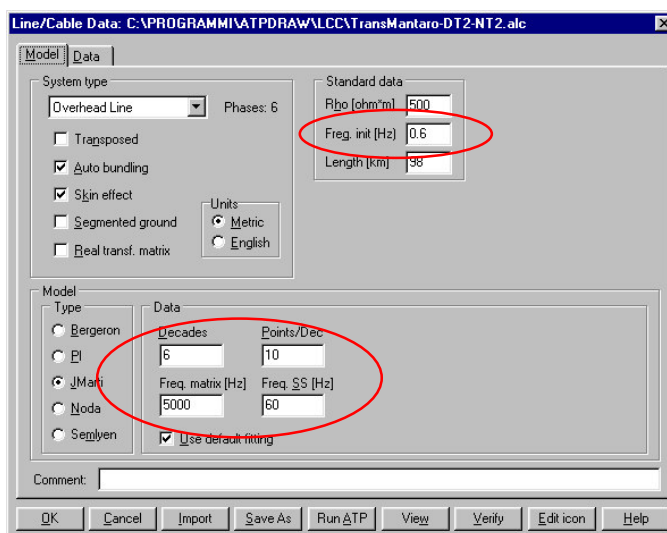 Line/Cable Data: C:\PROGRAMMI\ATPDRAW\LCC\TransMantaro-DT2-NT2.alc
Model
Data
System type
Overhead Line
Phases: 6
Transposed
Auto bundling
Skin effect
Segmented ground
Real transf. matrix
Units
Metric
English
Standard data
Rho [ohm*m]
500
Freq. init [Hz]
0.6
Length [km]
98
Model
Type
Bergeron
PI
JMarti
Noda
Semlyen
Data
Decades
Points/Dec
6
10
Freq. matrix [Hz]
Freq. SS [Hz]
5000
60
Use default fitting
Comment:
OK
Cancel
Import
Save As
Run ATP
View
Verify
Edit icon
Help